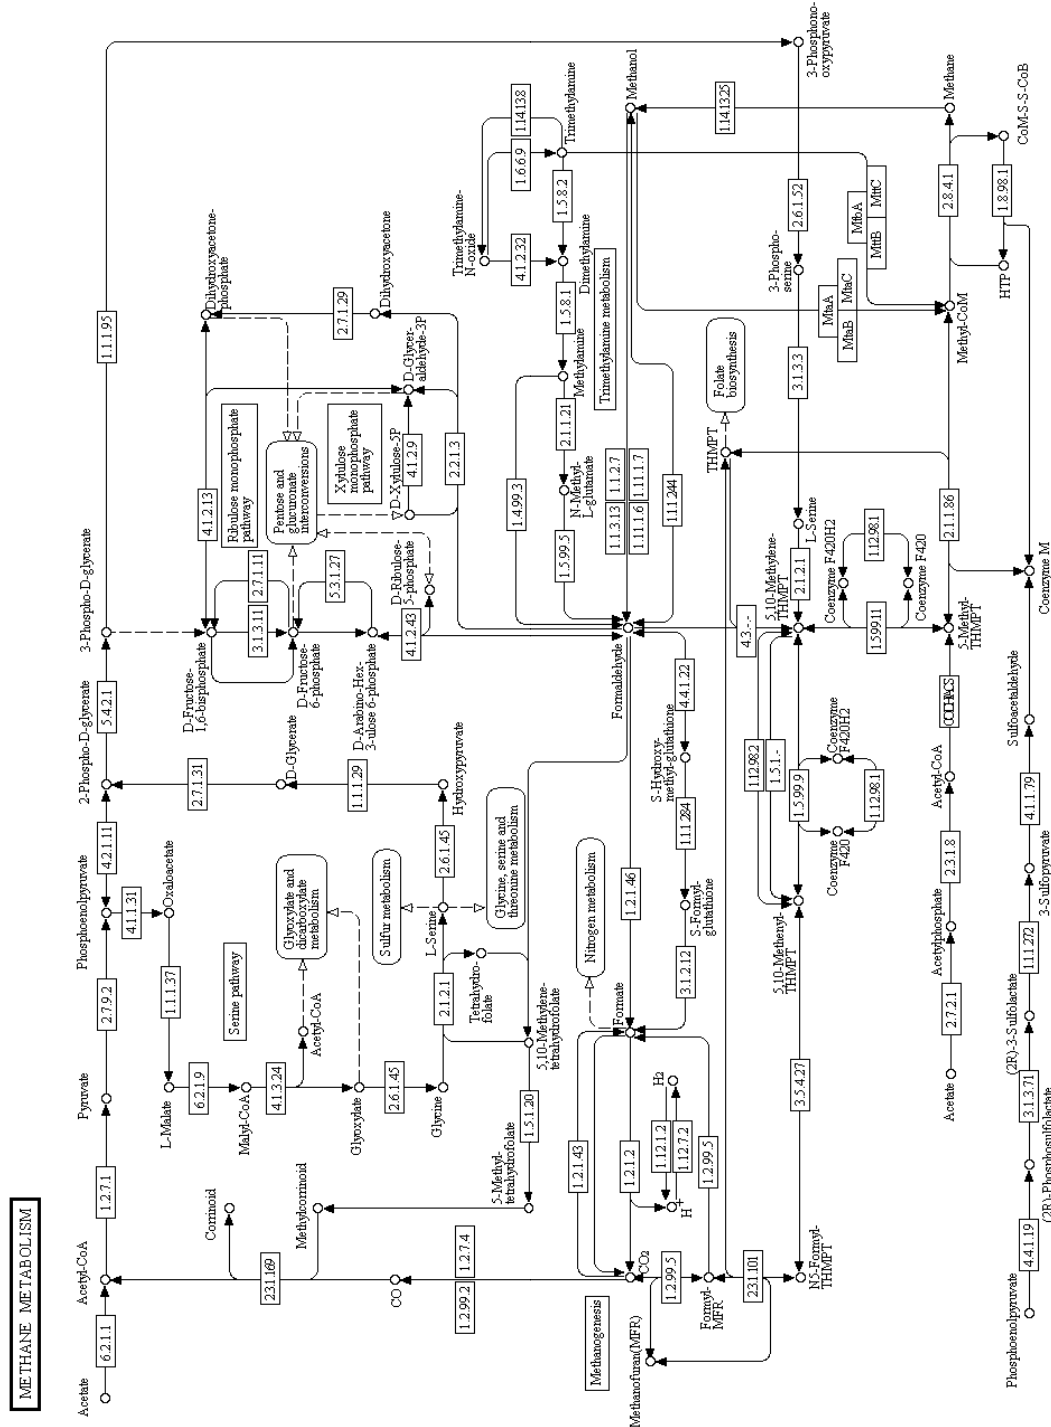 METHANE METABOLISM
Acetate
6.2.1.1
Acetyl-CoA
1.2.7.1
Pyruvate
2.7.9.2
Phosphoenolpyruvate
4.2.1.11
2-Phospho-D-glycerate
5.4.2.1
3-Phospho-D-glycerate
1.1.1.95
4.1.1.31
Oxaloacetate
1.1.1.37
L-Malate
6.2.1.9
Malyl-CoA
4.1.3.24
Acetyl-CoA
Serine pathway
Glyoxylate and
dicarboxylate
metabolism
Glyoxylate
2.6.1.45
Glycine
2.1.2.1
L-Serine
2.6.1.45
Hydroxypyruvate
1.1.1.29
D-Glycerate
2.7.1.31
Sulfur metabolism
Glycine, serine and
threonine metabolism
Tetrahydro-
folate
5,10-Methylene-
tetrahydrofolate
1.5.1.20
5-Methyl-
tetrahydrofolate
Corrinoid
Methylcorrinoid
2.3.1.169
CO
1.2.7.4
1.2.99.2
D-Fructose-
1,6-bisphosphate
3.1.3.11
2.7.1.11
D-Fructose-
6-phosphate
5.3.1.27
D-Arabino-Hex-
3-ulose 6-phosphate
4.1.2.43
D-Ribulose-
5-phosphate
4.1.2.13
Ribulose monophosphate
pathway
Pentose and
glucuronate
interconversions
Xylulose
monophosphate
pathway
D-Xylulose-5P
4.1.2.9
D-Glycer-
aldehyde-3P
2.2.1.3
Dihydroxyacetone-
phosphate
2.7.1.29
Dihydroxyacetone
Trimethylamine-
N-oxide
1.14.13.8
1.6.6.9
4.1.2.32
Trimethylamine
1.5.8.2
Dimethylamine
1.5.8.1
Methylamine
2.1.1.21
N-Methyl-
L-glutamate
1.5.99.5
1.4.99.3
Trimethylamine metabolism
Methanogenesis
Nitrogen metabolism
1.2.1.43
CO2
1.2.1.2
Formate
1.2.1.46
Formaldehyde
1.1.3.13
1.1.2.7
1.11.1.6
1.11.1.7
1.1.1.244
Methanol
1.12.1.2
1.12.7.2
H+
H2
1.2.99.5
Methanofuran(MFR)
1.2.99.5
Formyl-
MFR
2.3.1.101
3.1.2.12
S-Formyl-
glutathione
1.1.1.284
S-Hydroxy-
methyl-glutathione
4.4.1.22
4.3.-.-
THMPT
Folate
biosynthesis
1.14.13.25
N5-Formyl-
THMPT
3.5.4.27
5,10-Methenyl-
THMPT
1.12.98.2
1.5.1.-
1.5.99.9
Coenzyme
F420
Coenzyme
F420H2
1.12.98.1
5,10-Methylene-
THMPT
2.1.2.1
L-Serine
3.1.3.3
3-Phospho-
serine
2.6.1.52
3-Phosphono-
oxypyruvate
Coenzyme F420H2
1.5.99.11
1.12.98.1
Coenzyme F420
MtaA
MtaB
MtaC
MtbA
MttB
MttC
Acetate
2.7.2.1
Acetylphosphate
2.3.1.8
Acetyl-CoA
5-Methyl-
THMPT
2.1.1.86
Methyl-CoM
2.8.4.1
Methane
HTP
1.8.98.1
CoM-S-S-CoB
Phosphoenolpyruvate
4.4.1.19
(2R)-Phosphosulfolactate
3.1.3.71
(2R)-3-Sulfolactate
1.1.1.272
3-Sulfopyruvate
4.1.1.79
Sulfoacetaldehyde
Coenzyme M